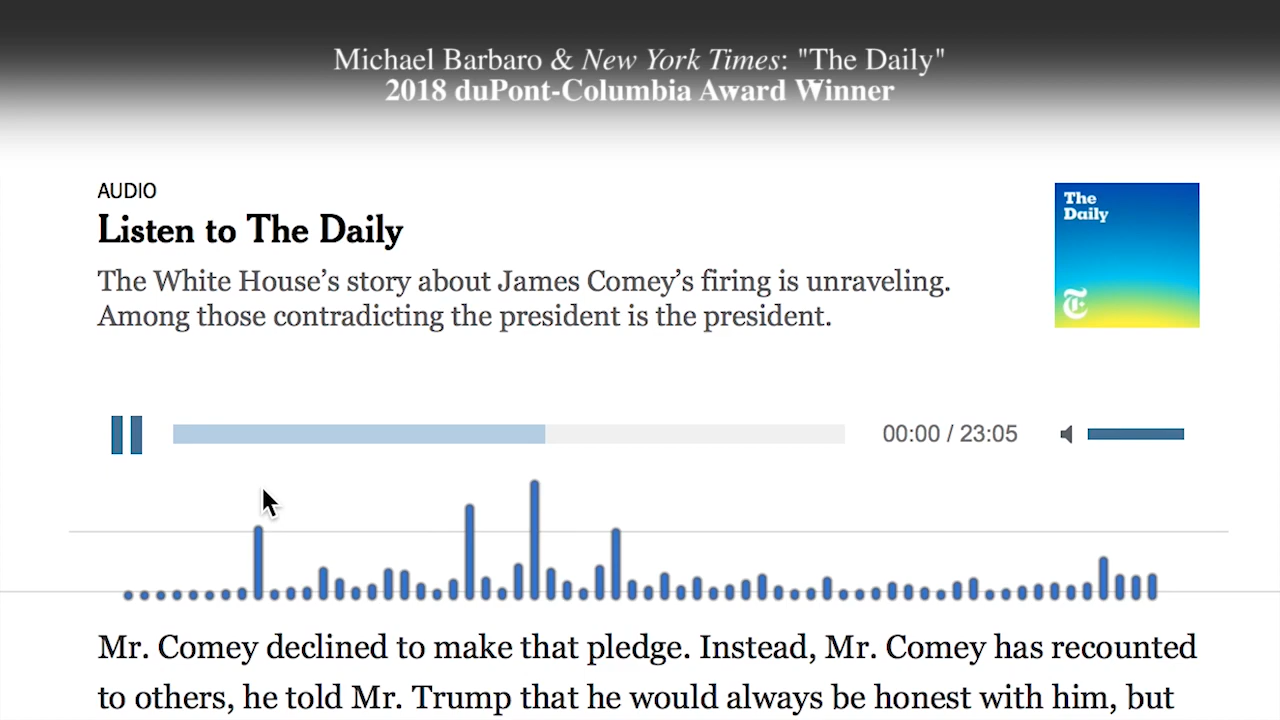 Michael Barbaro & New York Times: "The Daily"
2018 duPont-Columbia Award Winner
AUDIO
Listen to The Daily
The White House’s story about James Comey’s firing is unraveling.
Among those contradicting the president is the president.
The
Daily
T
00:00 / 23:05
Mr. Comey declined to make that pledge. Instead, Mr. Comey has recounted
to others, he told Mr. Trump that he would always be honest with him, but